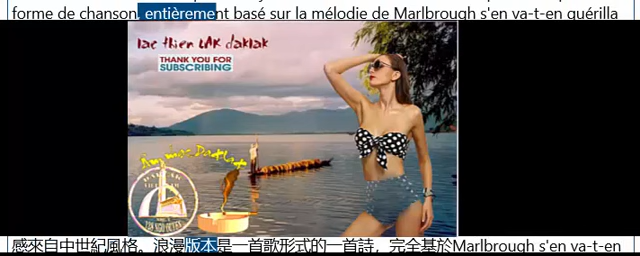 forme de chanson, entièrement basé sur la mélodie de Marlbrough s'en va-t-en guérilla
lac thien LAK daklak
THANK YOU FOR
SUBSCRIBING
感來自中世紀風格。浪漫版本是一首歌形式的一首詩，完全基於Marlbrough s'en va-t-en